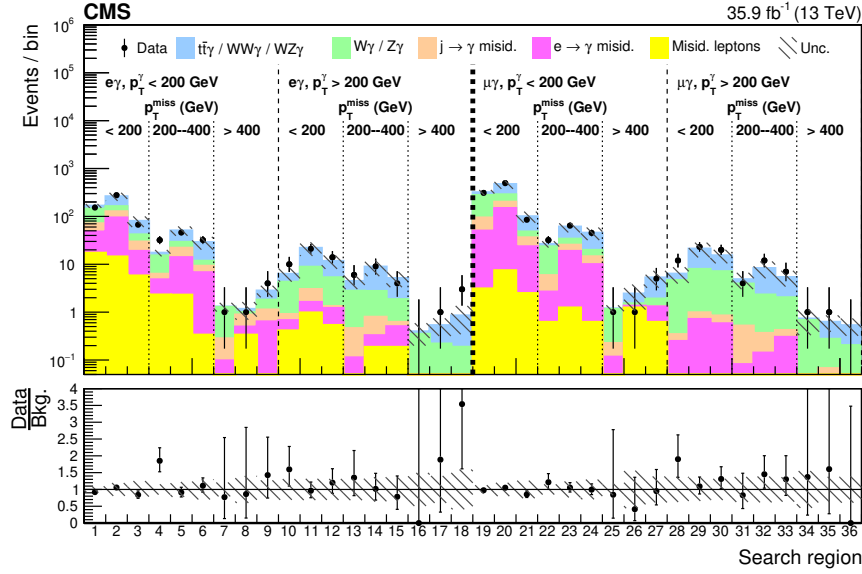 CMS 35.9 fb⁻¹ (13 TeV)
Events / bin
10⁶
10⁵
10⁴
10³
10²
10
1
10⁻¹
Data tt̄γ / WWγ / WZγ Wγ / Zγ j → γ misid. e → γ misid. Misid. leptons Unc.
eγ, p_T^γ < 200 GeV eγ, p_T^γ > 200 GeV μγ, p_T^γ < 200 GeV μγ, p_T^γ > 200 GeV
p_T^miss (GeV) p_T^miss (GeV) p_T^miss (GeV) p_T^miss (GeV)
< 200 200--400 > 400 < 200 200--400 > 400 < 200 200--400 > 400 < 200 200--400 > 400
Data
Bkg.
4
3.5
3
2.5
2
1.5
1
0.5
0
1 2 3 4 5 6 7 8 9 10 11 12 13 14 15 16 17 18 19 20 21 22 23 24 25 26 27 28 29 30 31 32 33 34 35 36
Search region